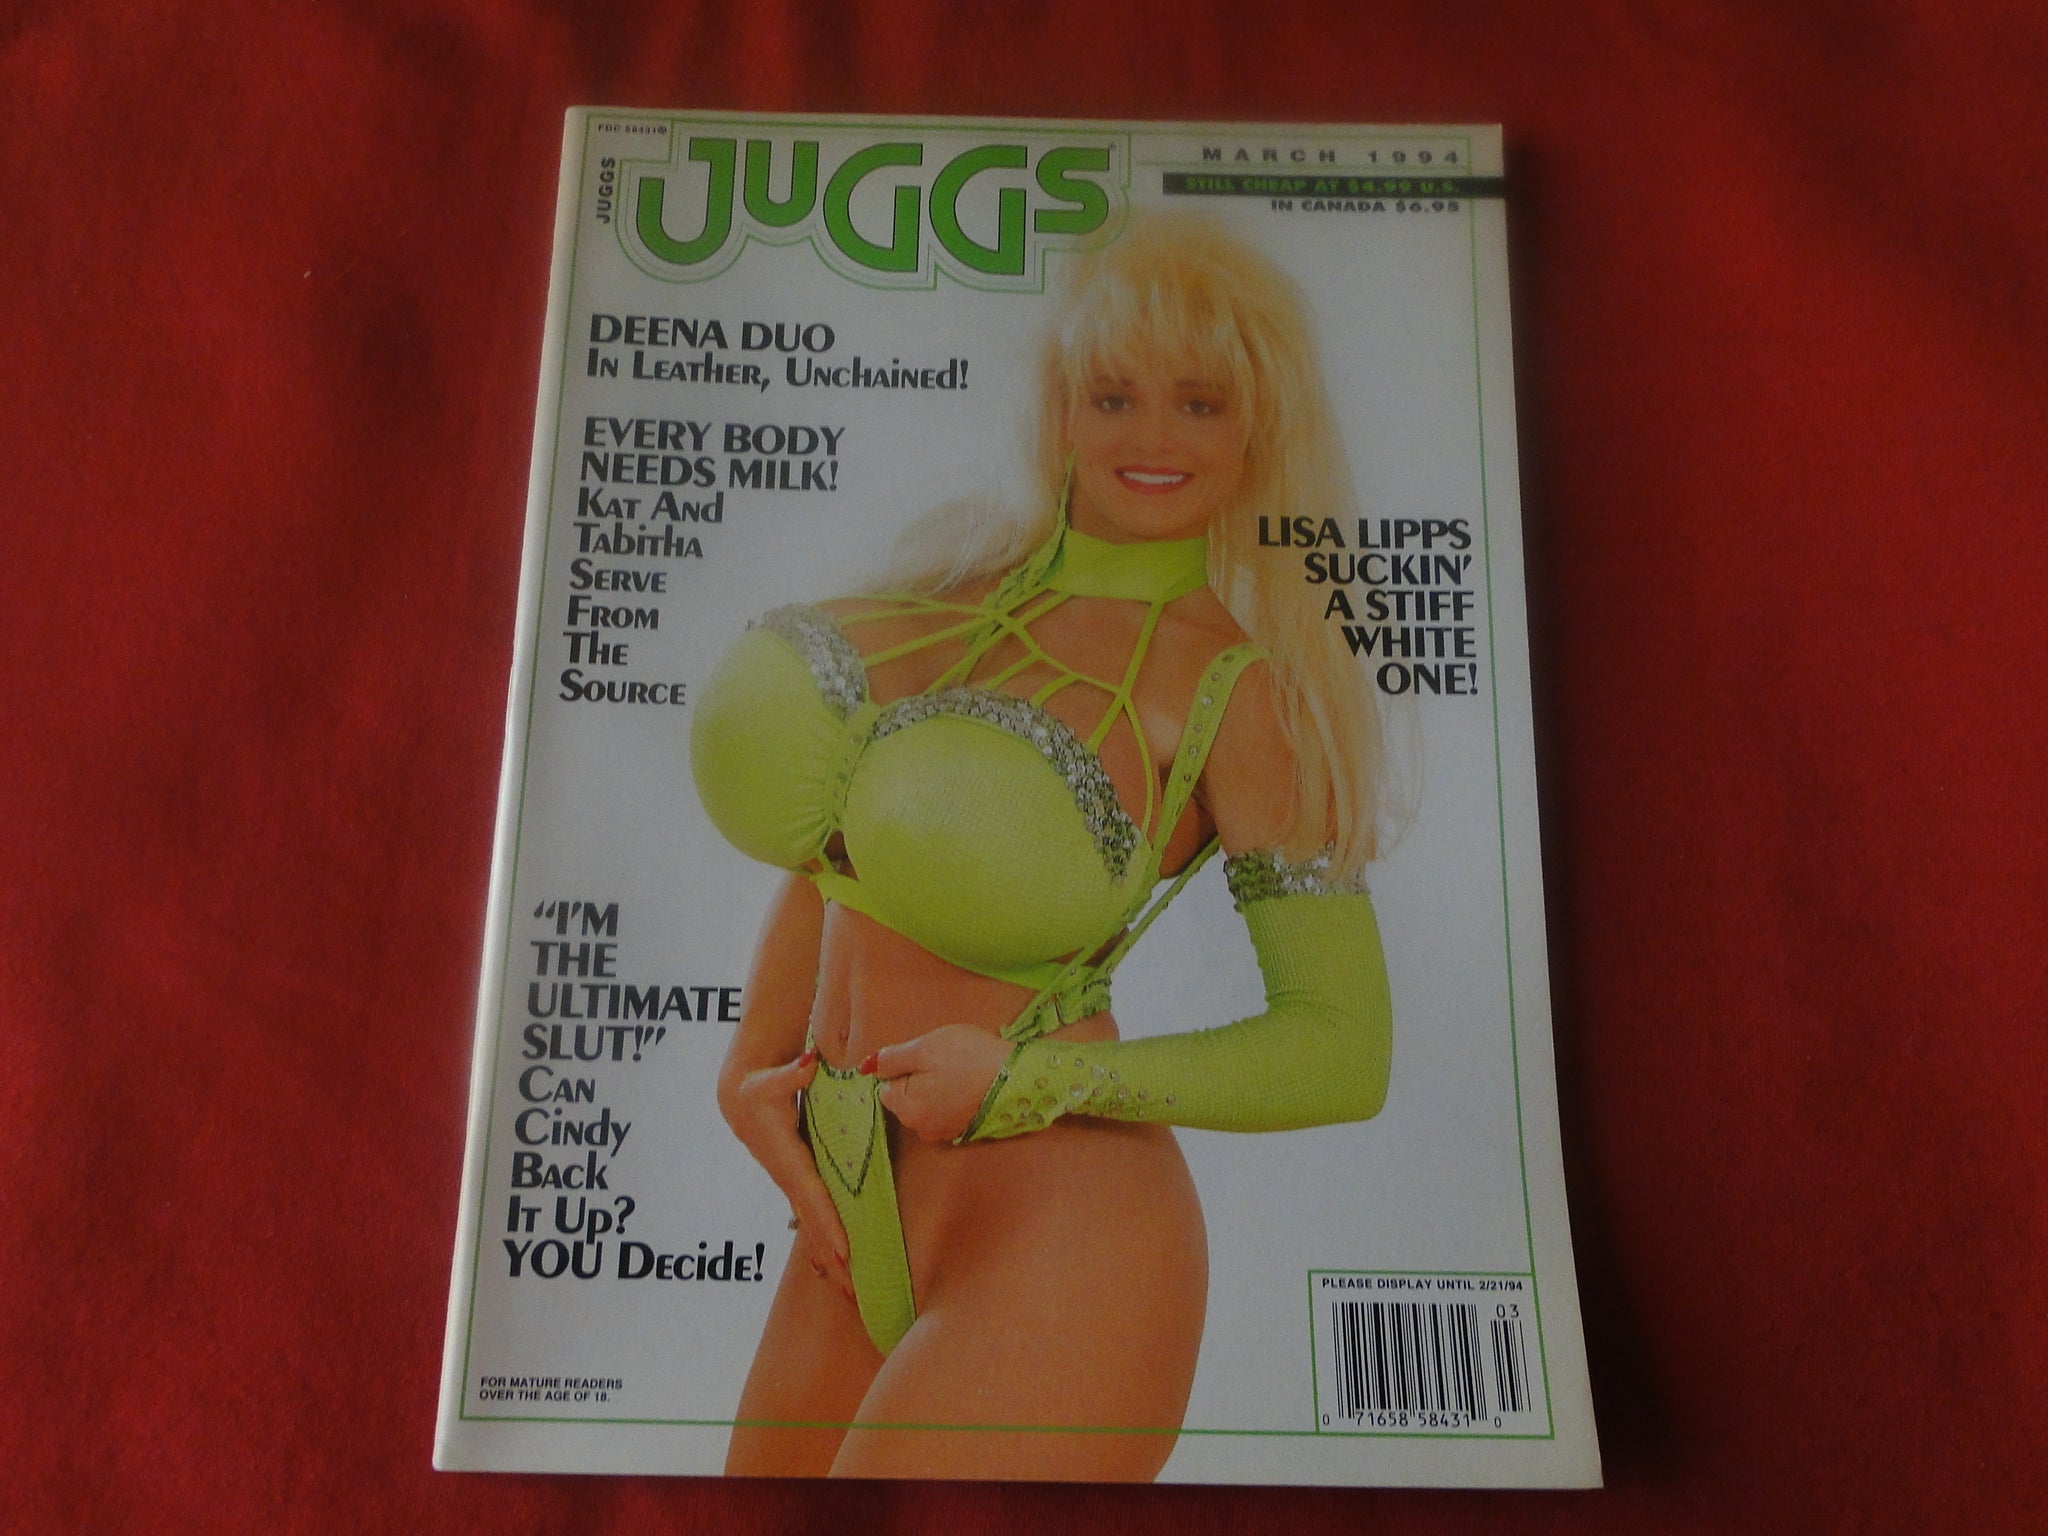 FDC 58431®
JUGGS
JUGGS
MARCH 1994
STILL CHEAP AT $4.99 U.S.
IN CANADA $6.95
DEENA DUO
IN LEATHER, UNCHAINED!
EVERY BODY
NEEDS MILK!
KAT AND
TABITHA
SERVE
FROM
THE
SOURCE
LISA LIPPS
SUCKIN'
A STIFF
WHITE
ONE!
"I'M
THE
ULTIMATE
SLUT!"
CAN
CINDY
BACK
IT UP?
YOU DECIDE!
FOR MATURE READERS
OVER THE AGE OF 18.
PLEASE DISPLAY UNTIL 2/21/94
03
0 71658 58431 0